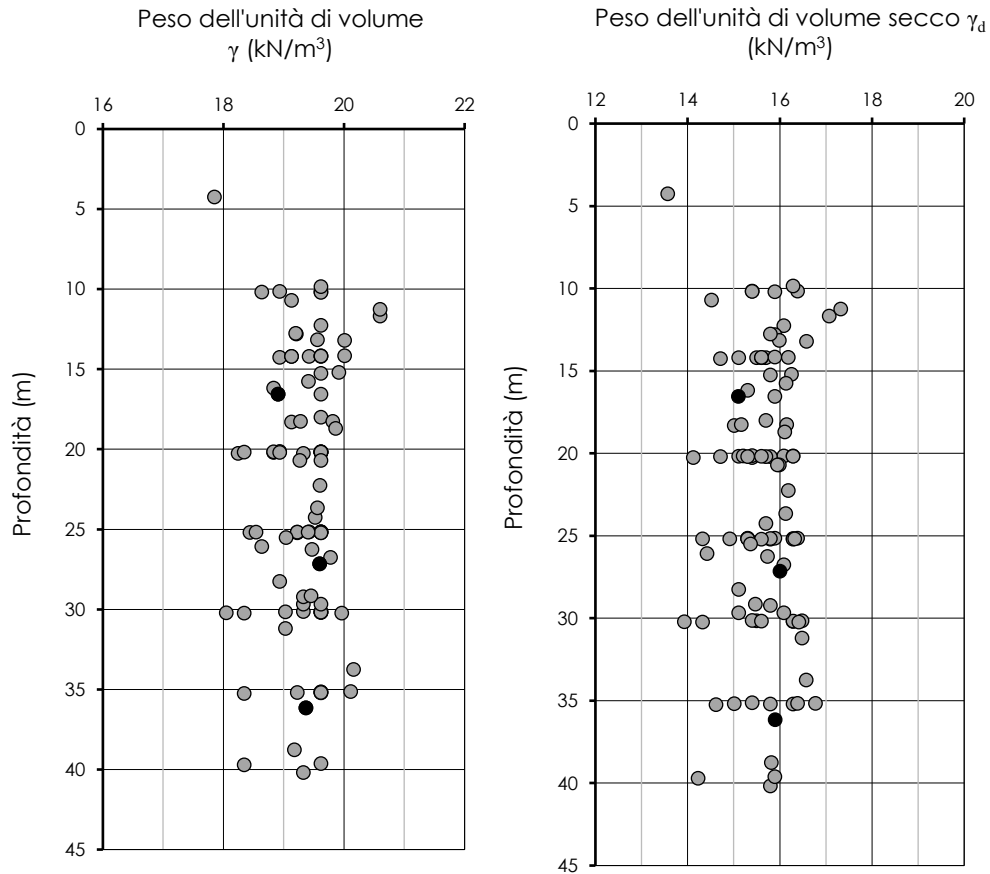 Peso dell'unità di volume
γ (kN/m³)
16 18 20 22
0
5
10
15
20
25
30
35
40
45
Profondità (m)
Peso dell'unità di volume secco γd
(kN/m³)
12 14 16 18 20
0
5
10
15
20
25
30
35
40
45
Profondità (m)